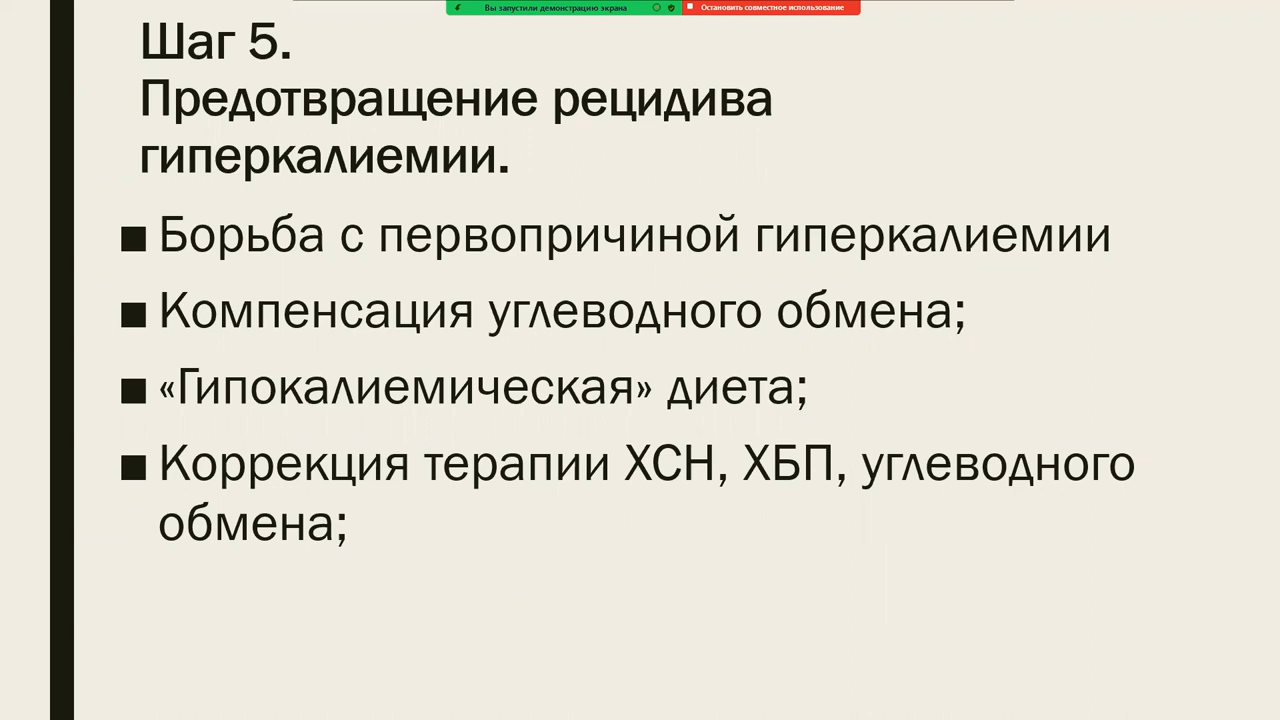 Вы запустили демонстрацию экрана
Остановить совместное использование
Шаг 5.
Предотвращение рецидива
гиперкалиемии.
■ Борьба с первопричиной гиперкалиемии
■ Компенсация углеводного обмена;
■ «Гипокалиемическая» диета;
■ Коррекция терапии ХСН, ХБП, углеводного
обмена;